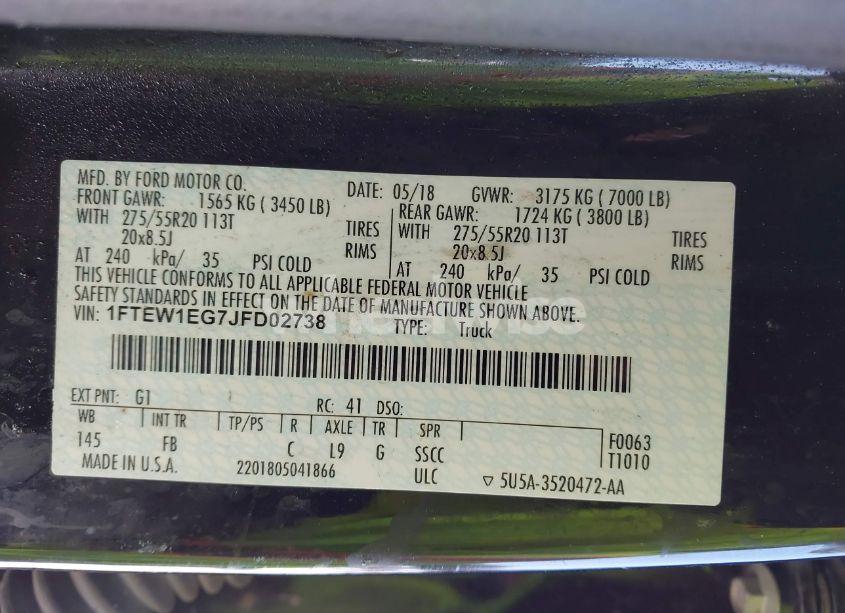 MFD. BY FORD MOTOR CO. DATE: 05/18 GVWR: 3175 KG ( 7000 LB)
FRONT GAWR: 1565 KG ( 3450 LB) REAR GAWR: 1724 KG ( 3800 LB)
WITH 275/55R20 113T TIRES WITH 275/55R20 113T TIRES
20x8.5J RIMS 20x8.5J RIMS
AT 240 kPa/ 35 PSI COLD AT 240 kPa/ 35 PSI COLD
THIS VEHICLE CONFORMS TO ALL APPLICABLE FEDERAL MOTOR VEHICLE
SAFETY STANDARDS IN EFFECT ON THE DATE OF MANUFACTURE SHOWN ABOVE.
VIN: 1FTEW1EG7JFD02738 TYPE: Truck
EXT PNT: G1 RC: 41 DSO:
WB INT TR TP/PS R AXLE TR SPR F0063
145 FB C L9 G SSCC T1010
MADE IN U.S.A. 2201805041866 ULC ▽ 5U5A-3520472-AA